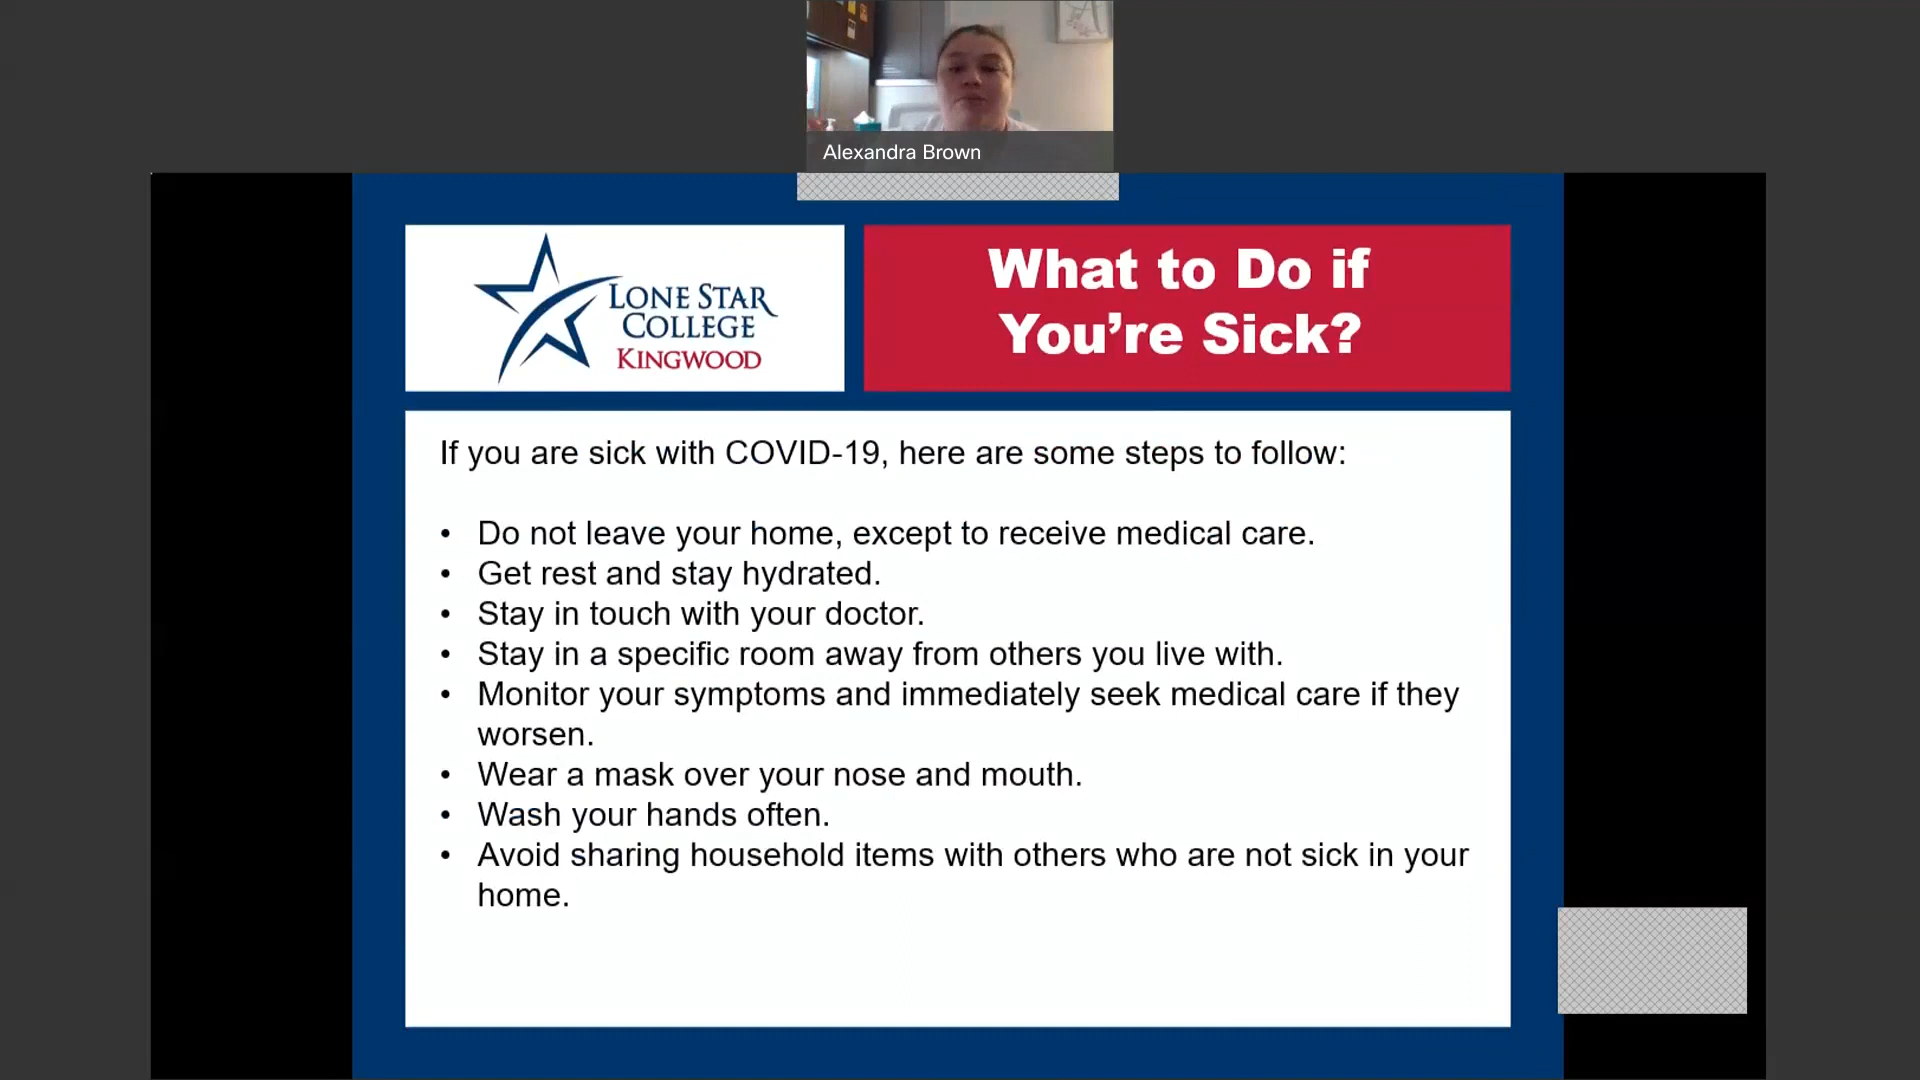 Alexandra Brown
LONE STAR
COLLEGE
KINGWOOD
What to Do if
You're Sick?
If you are sick with COVID-19, here are some steps to follow:
• Do not leave your home, except to receive medical care.
• Get rest and stay hydrated.
• Stay in touch with your doctor.
• Stay in a specific room away from others you live with.
• Monitor your symptoms and immediately seek medical care if they
worsen.
• Wear a mask over your nose and mouth.
• Wash your hands often.
• Avoid sharing household items with others who are not sick in your
home.